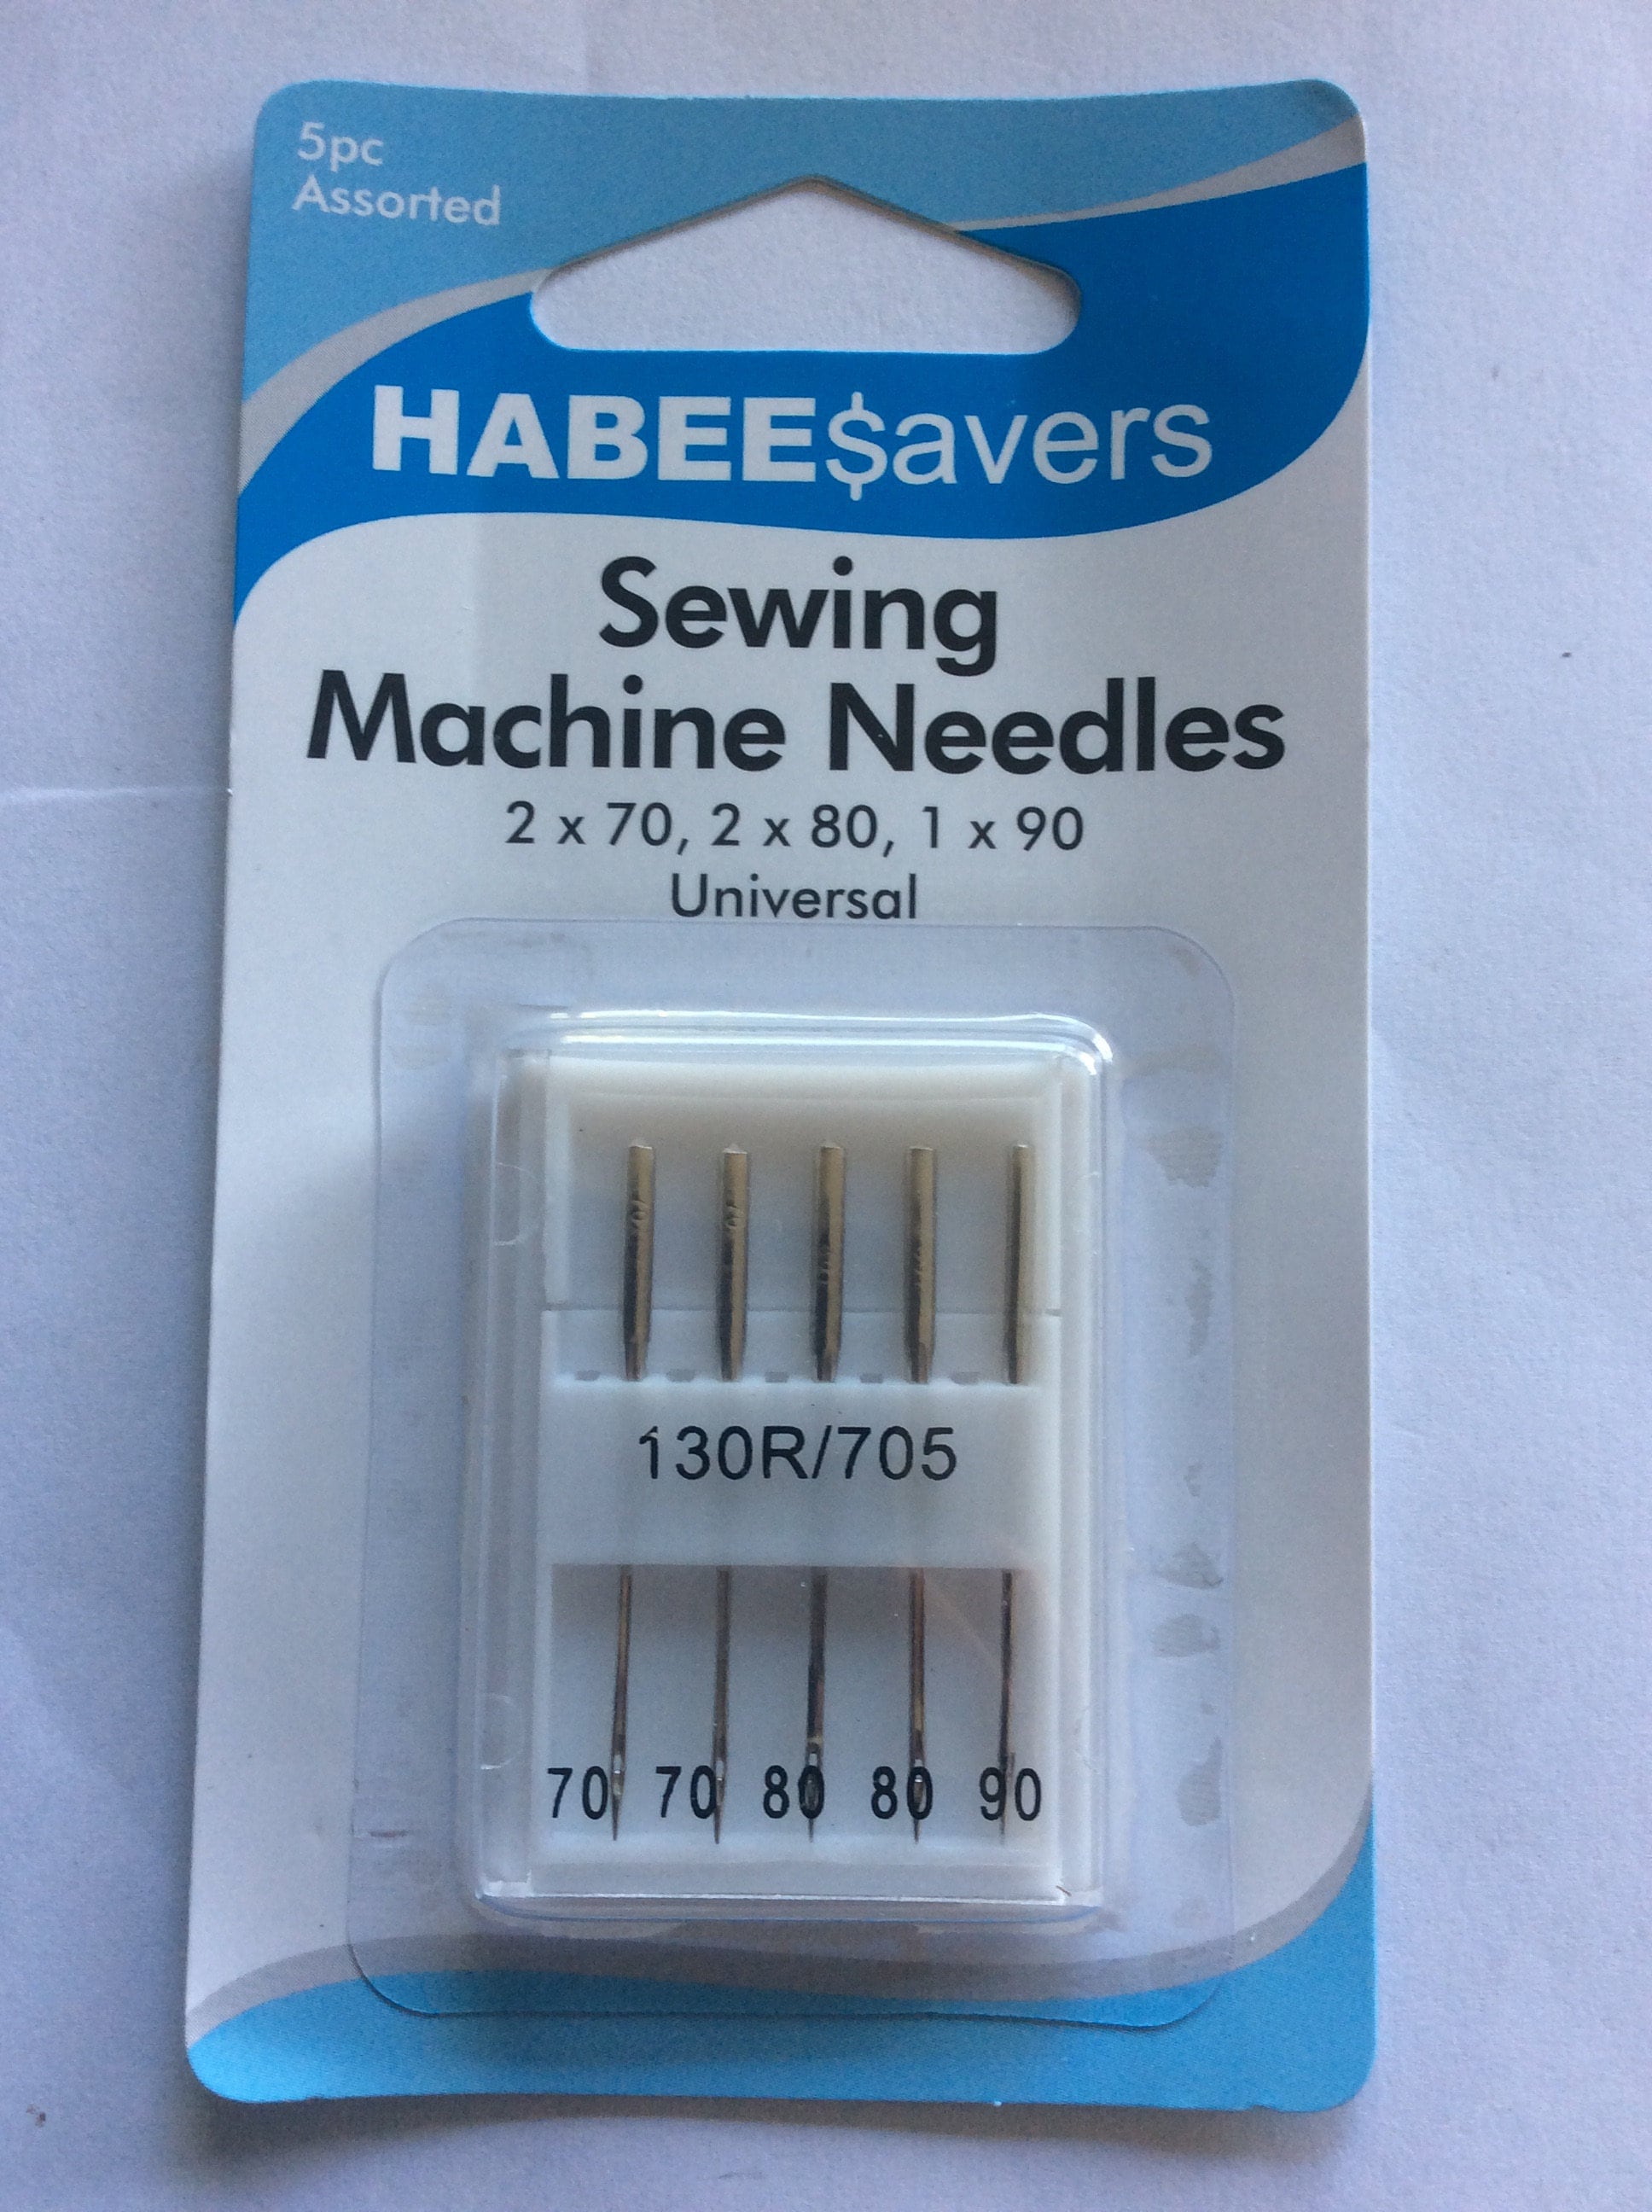 5pc
Assorted
HABEE$avers
Sewing
Machine Needles
2 x 70, 2 x 80, 1 x 90
Universal
130R/705
70 70 80 80 90